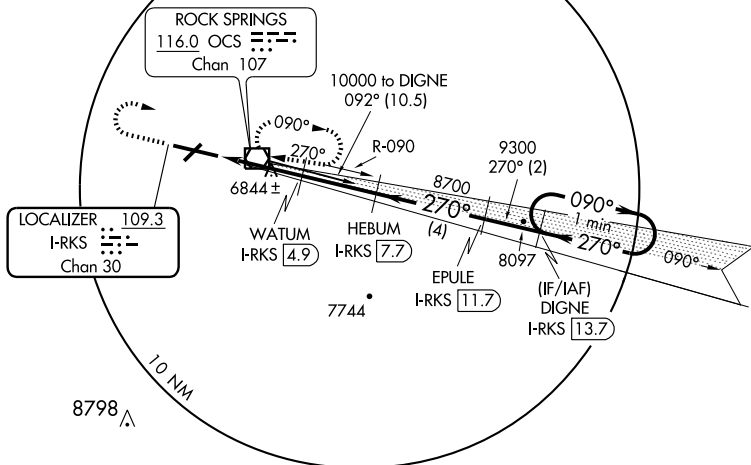 ROCK SPRINGS
116.0 OCS
Chan 107
10000 to DIGNE
092° (10.5)
090°
270°
R-090
9300
270° (2)
8700
6844 ±
270°
(4)
090°
1 min
270°
090°
LOCALIZER 109.3
I-RKS
Chan 30
WATUM
I-RKS 4.9
HEBUM
I-RKS 7.7
EPULE
I-RKS 11.7
8097
(IF/IAF)
DIGNE
I-RKS 13.7
7744
10 NM
8798